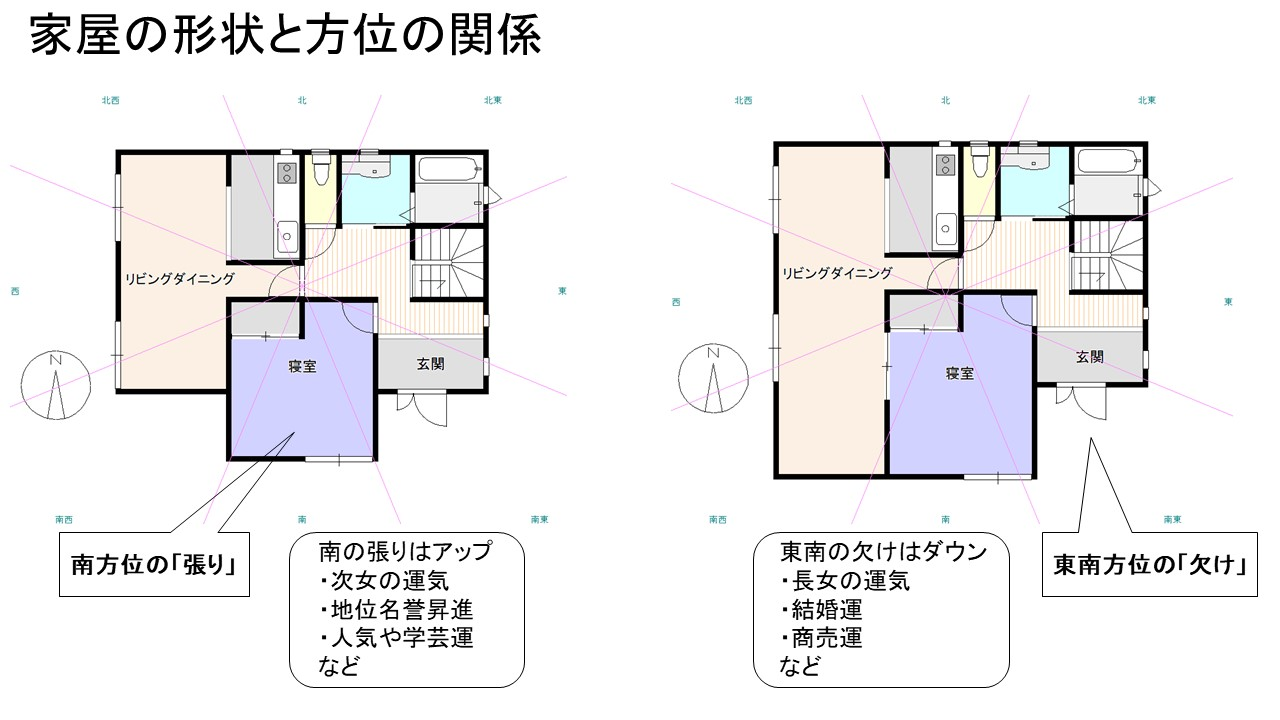 家屋の形状と方位の関係
北西
北
北東
西
東
リビングダイニング
寝室
玄関
N
南西
南
南東
南方位の「張り」
南の張りはアップ
・次女の運気
・地位名誉昇進
・人気や学芸運
など
北西
北
北東
西
東
リビングダイニング
寝室
玄関
N
南西
南
南東
東南の欠けはダウン
・長女の運気
・結婚運
・商売運
など
東南方位の「欠け」